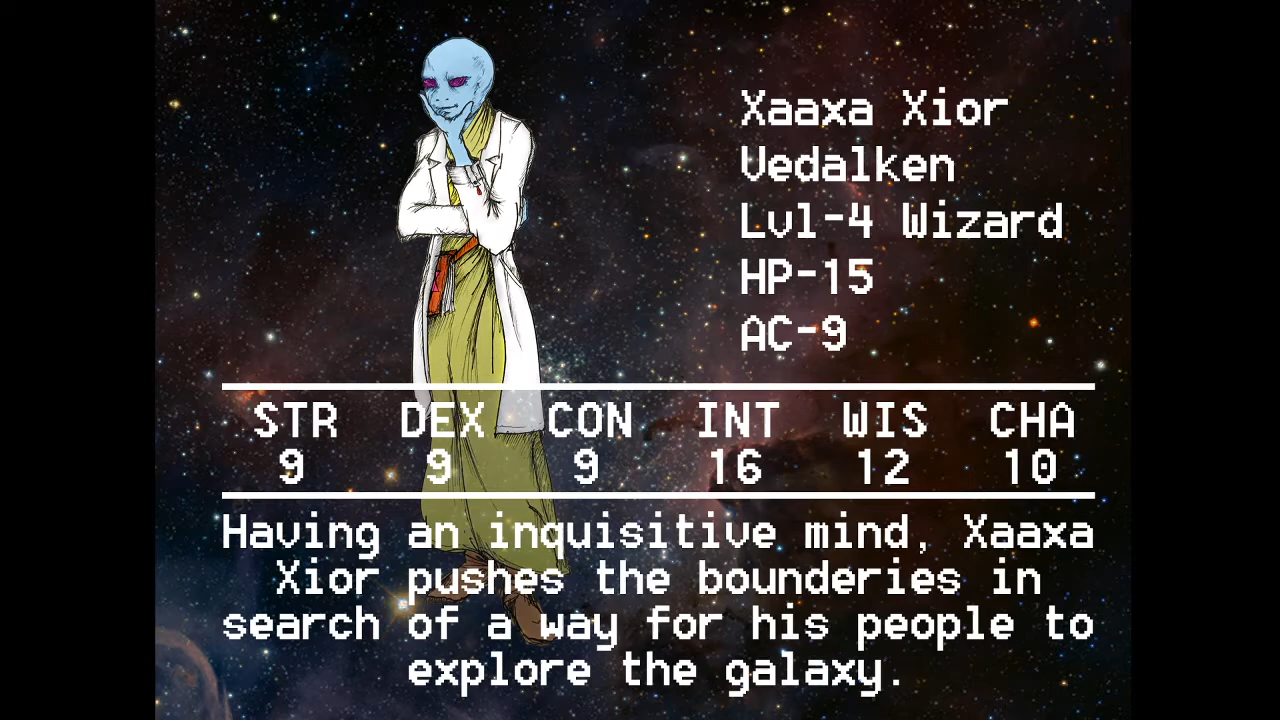 Xaaxa Xior
Vedalken
Lvl-4 Wizard
HP-15
AC-9
STR DEX CON INT WIS CHA
9 9 9 16 12 10
Having an inquisitive mind, Xaaxa
Xior pushes the bounderies in
search of a way for his people to
explore the galaxy.